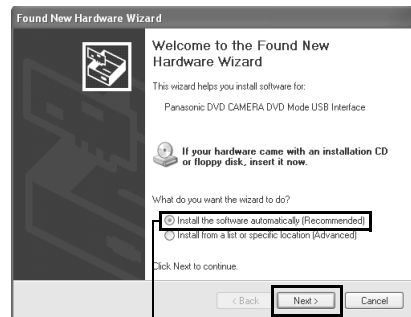 Found New Hardware Wizard
Welcome to the Found New
Hardware Wizard
This wizard helps you install software for:
Panasonic DVD CAMERA DVD Mode USB Interface
If your hardware came with an installation CD
or floppy disk, insert it now.
What do you want the wizard to do?
Install the software automatically (Recommended)
Install from a list or specific location (Advanced)
Click Next to continue.
< Back Next > Cancel